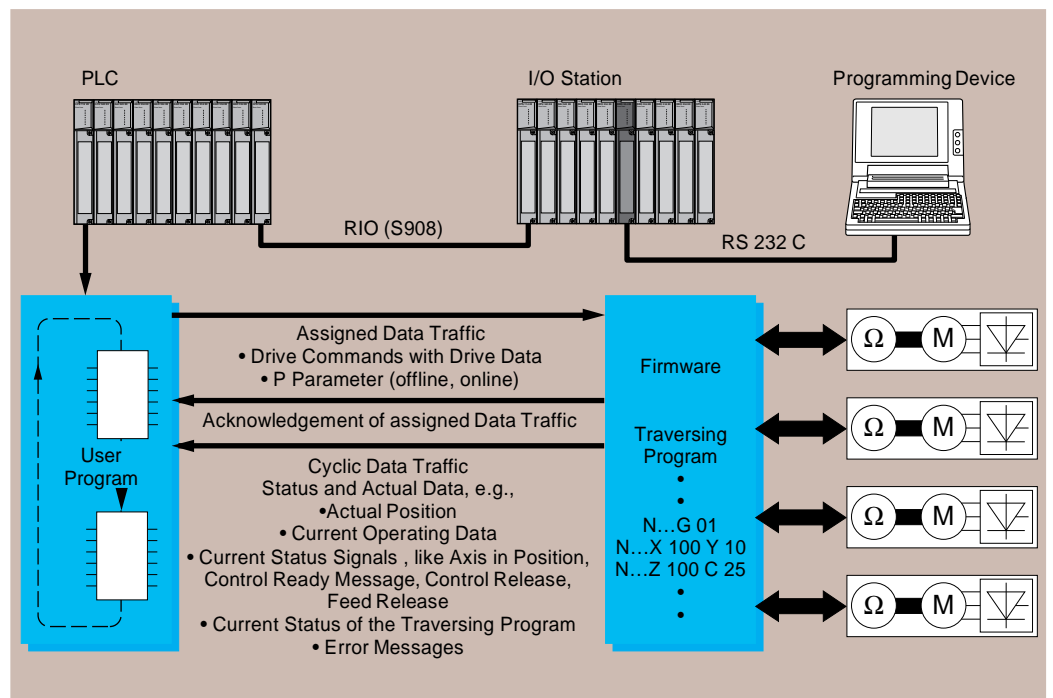 PLC
I/O Station
Programming Device
RIO (S908)
RS 232 C
Assigned Data Traffic
• Drive Commands with Drive Data
• P Parameter (offline, online)
Acknowledgement of assigned Data Traffic
Cyclic Data Traffic
Status and Actual Data, e.g.,
•Actual Position
• Current Operating Data
• Current Status Signals , like Axis in Position,
Control Ready Message, Control Release,
Feed Release
• Current Status of the Traversing Program
• Error Messages
User
Program
Firmware
Traversing
Program
•
•
N…G 01
N…X 100 Y 10
N…Z 100 C 25
•
•
Ω M
Ω M
Ω M
Ω M